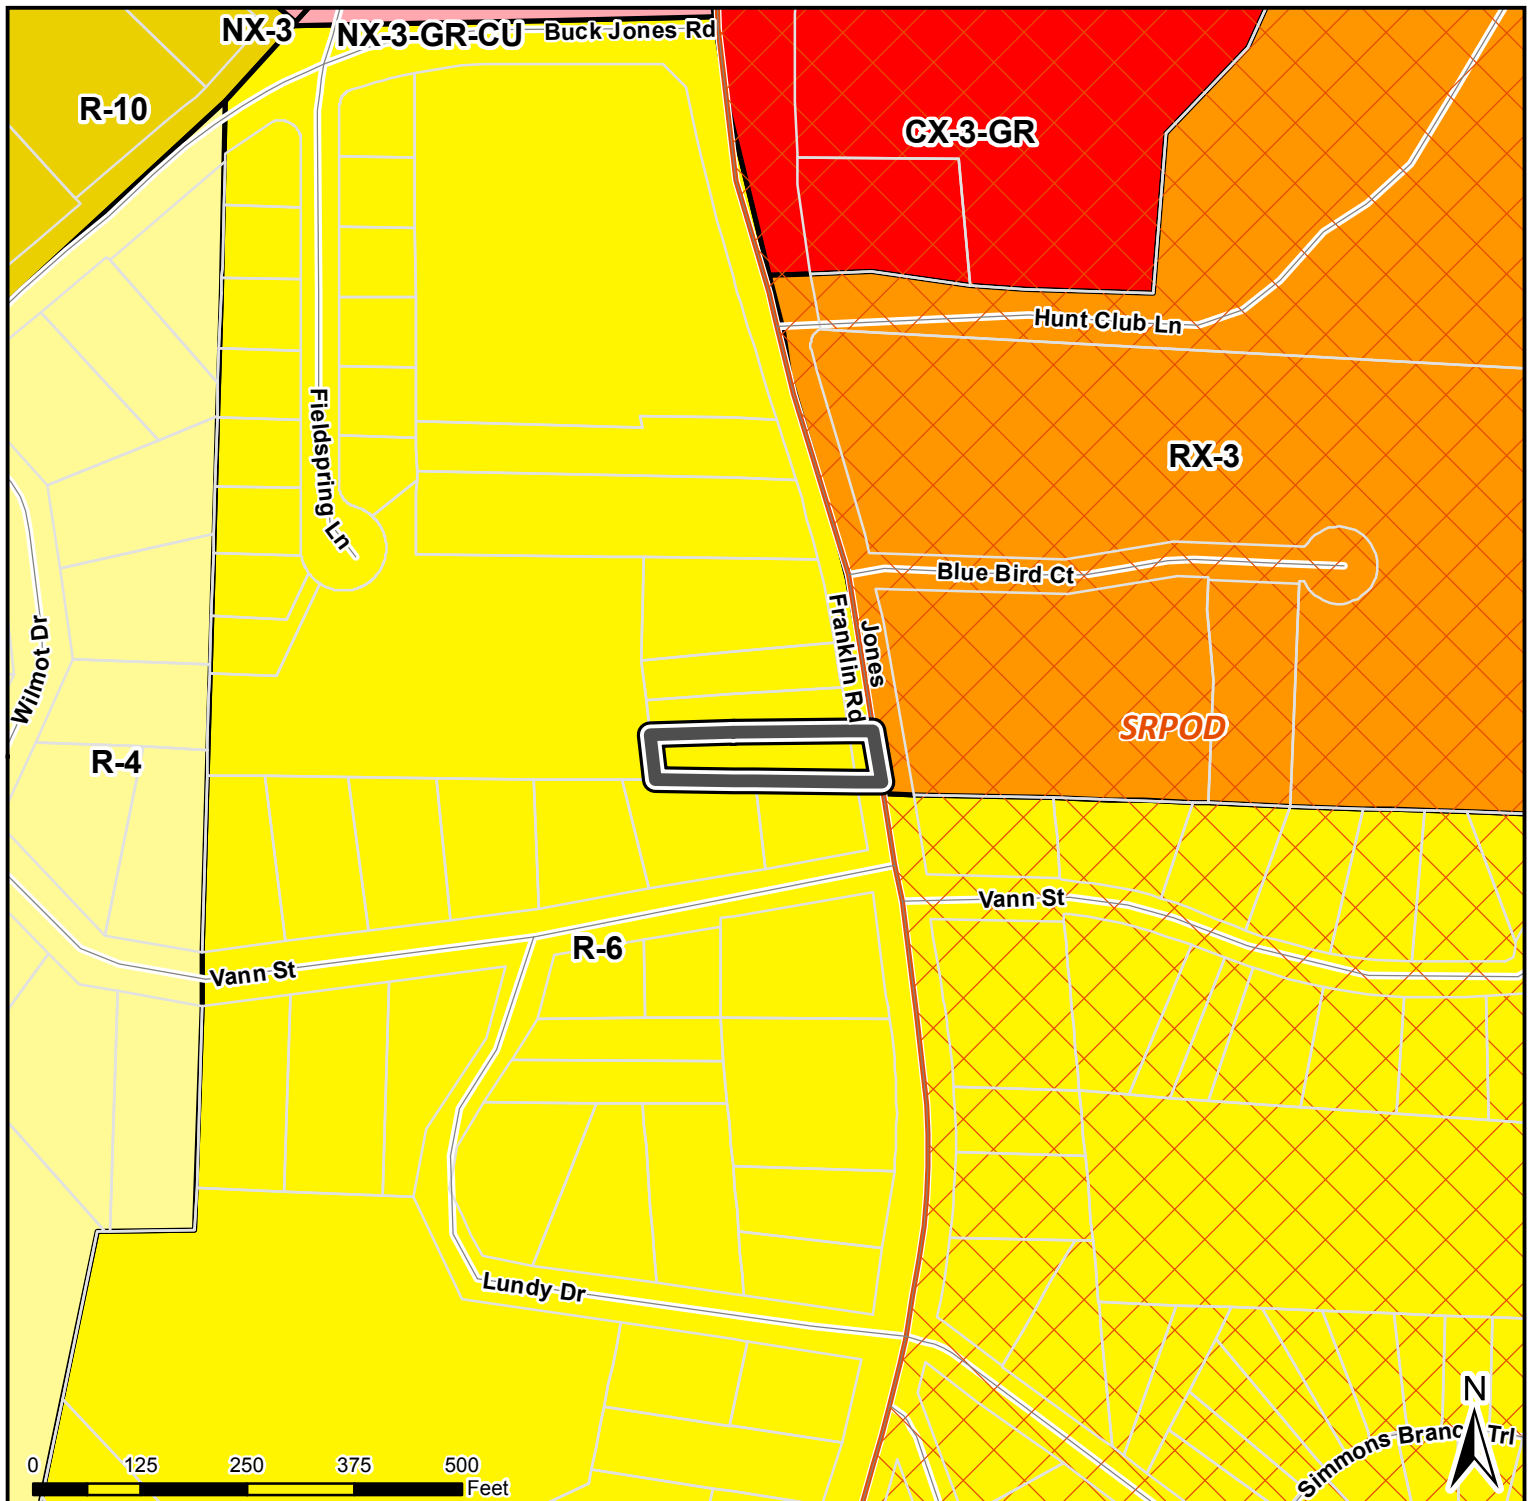 NX-3
NX-3-GR-CU
Buck Jones Rd
R-10
CX-3-GR
Hunt Club Ln
Fieldspring Ln
RX-3
Blue Bird Ct
Jones
Franklin Rd
Wilmot Dr
SRPOD
R-4
Vann St
R-6
Vann St
Lundy Dr
N
Simmons Branch Trl
0 125 250 375 500
Feet